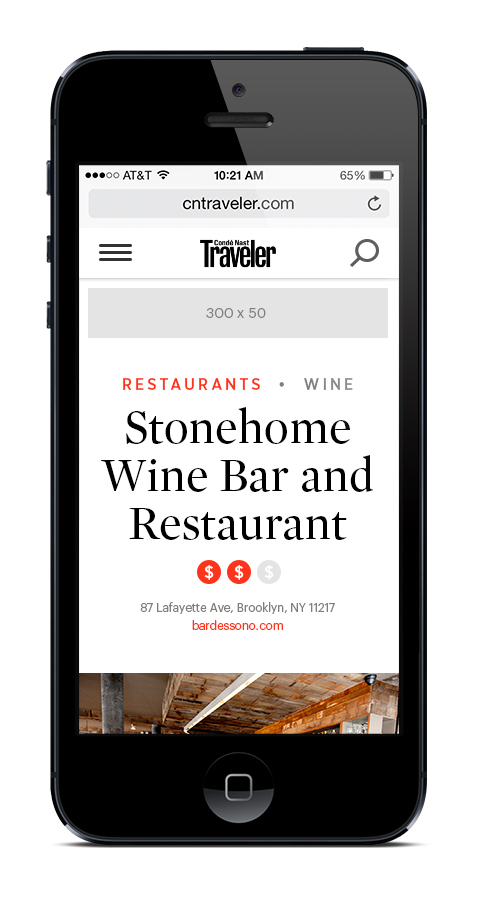 AT&T 10:21 AM 65%
cntraveler.com
Condé Nast
Traveler
300 x 50
RESTAURANTS • WINE
Stonehome
Wine Bar and
Restaurant
$ $ $
87 Lafayette Ave, Brooklyn, NY 11217
bardessono.com